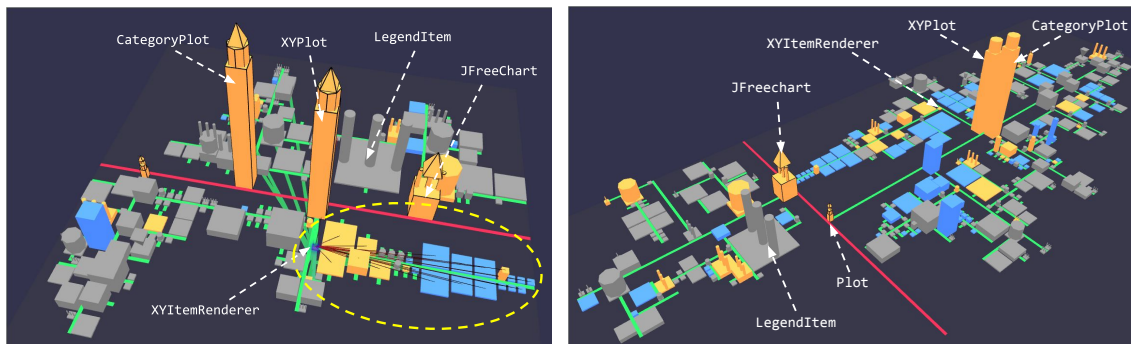 CategoryPlot
XYPlot
LegendItem
JFreeChart
XYItemRenderer
XYItemRenderer
XYPlot
CategoryPlot
JFreechart
Plot
LegendItem